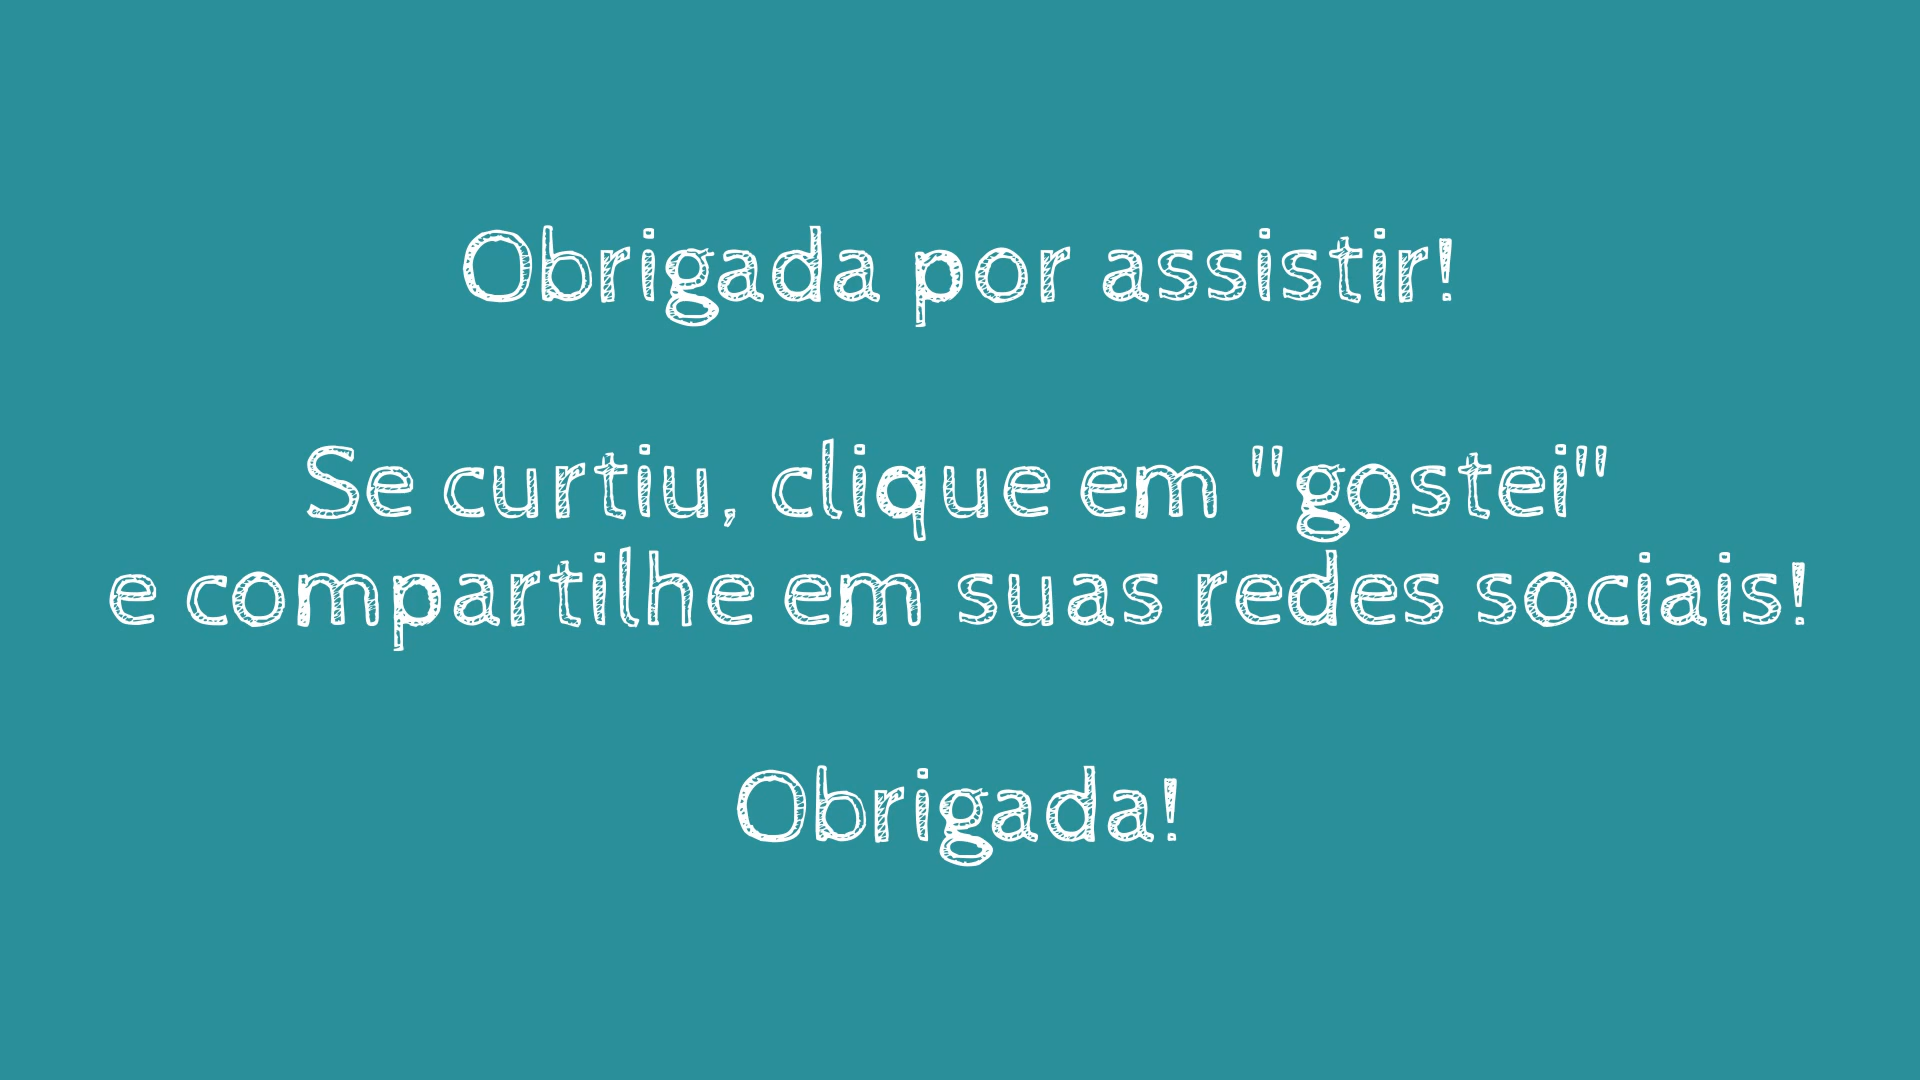 Obrigada por assistir!
Se curtiu, clique em "gostei"
e compartilhe em suas redes sociais!
Obrigada!